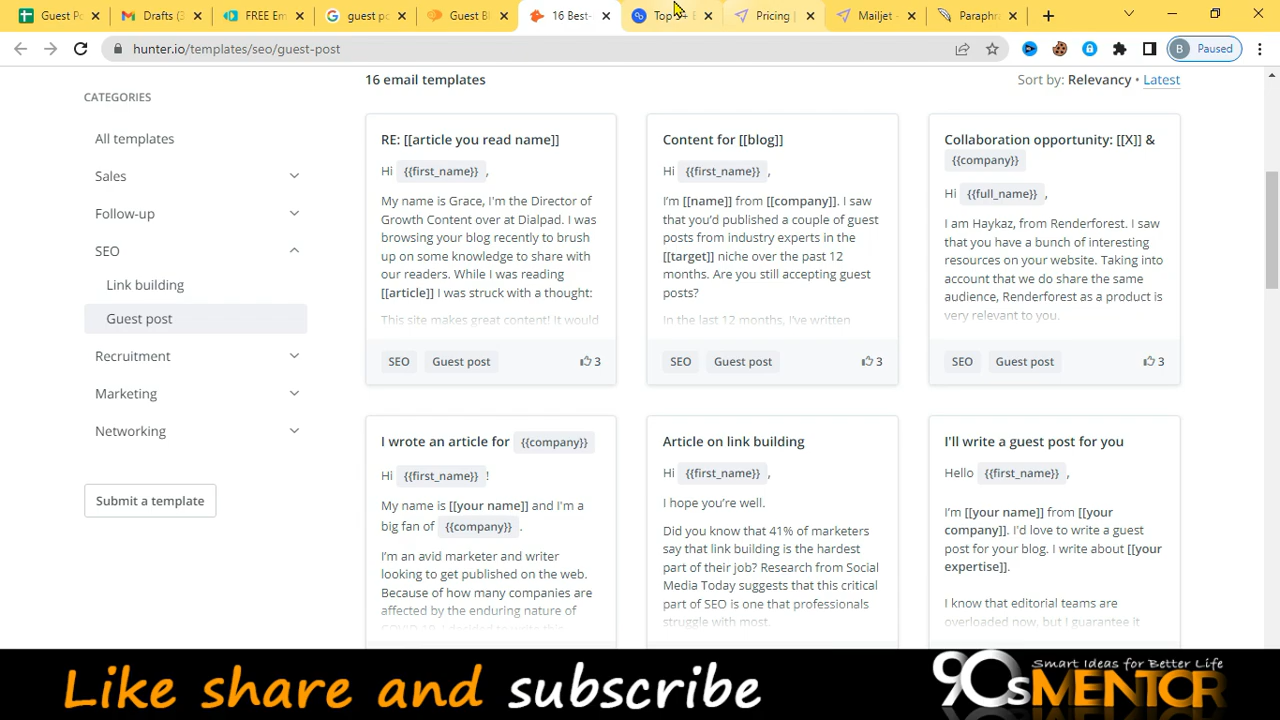 Guest Po
Drafts (3
FREE Em
guest po
Guest Bl
16 Best-
Top
Pricing |
Mailjet -
Paraphr
hunter.io/templates/seo/guest-post
B
Paused
CATEGORIES
All templates
Sales
Follow-up
SEO
Link building
Guest post
Recruitment
Marketing
Networking
Submit a template
16 email templates
Sort by: Relevancy • Latest
RE: [[article you read name]]
Hi {{first_name}} ,
My name is Grace, I'm the Director of
Growth Content over at Dialpad. I was
browsing your blog recently to brush
up on some knowledge to share with
our readers. While I was reading
[[article]] I was struck with a thought:
This site makes great content! It would
SEO Guest post 3
Content for [[blog]]
Hi {{first_name}} ,
I'm [[name]] from [[company]]. I saw
that you'd published a couple of guest
posts from industry experts in the
[[target]] niche over the past 12
months. Are you still accepting guest
posts?
In the last 12 months, I've written
SEO Guest post 3
Collaboration opportunity: [[X]] &
{{company}}
Hi {{full_name}} ,
I am Haykaz, from Renderforest. I saw
that you have a bunch of interesting
resources on your website. Taking into
account that we do share the same
audience, Renderforest as a product is
very relevant to you.
SEO Guest post 3
I wrote an article for {{company}}
Hi {{first_name}} !
My name is [[your name]] and I'm a
big fan of {{company}} .
I'm an avid marketer and writer
looking to get published on the web.
Because of how many companies are
affected by the enduring nature of
COVID-19, I decided to write this
Article on link building
Hi {{first_name}} ,
I hope you're well.
Did you know that 41% of marketers
say that link building is the hardest
part of their job? Research from Social
Media Today suggests that this critical
part of SEO is one that professionals
struggle with most.
I'll write a guest post for you
Hello {{first_name}} ,
I'm [[your name]] from [[your
company]]. I'd love to write a guest
post for your blog. I write about [[your
expertise]].
I know that editorial teams are
overloaded now, but I guarantee it
Like share and subscribe
Smart Ideas for Better Life
90sMENTOR